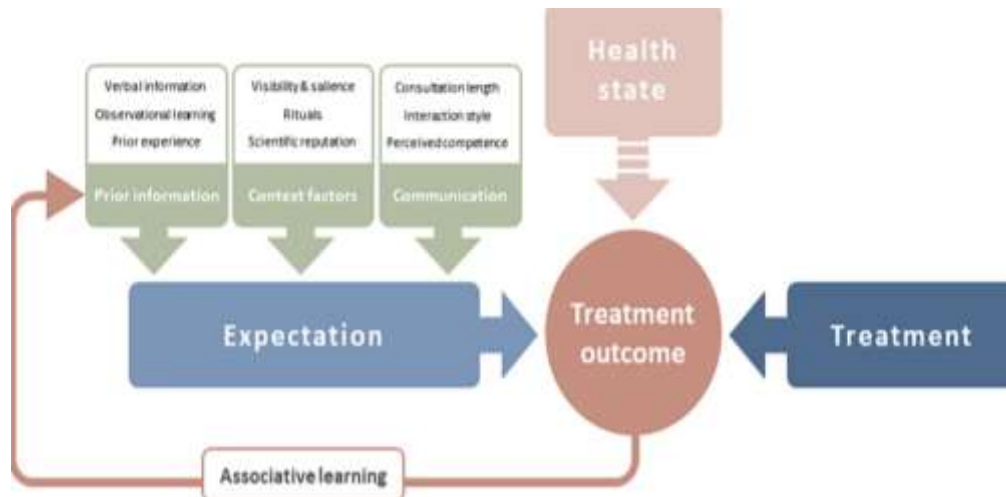 Verbal information
Observational learning
Prior experience
Prior information
Visibility & salience
Rituals
Scientific reputation
Context factors
Consultation length
Interaction style
Perceived competence
Communication
Health
state
Expectation
Treatment
outcome
Treatment
Associative learning